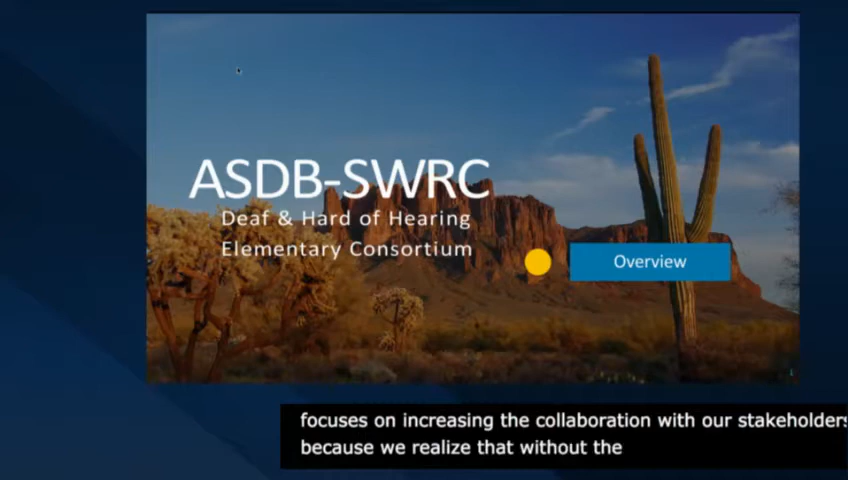 ASDB-SWRC
Deaf & Hard of Hearing
Elementary Consortium
Overview
1
focuses on increasing the collaboration with our stakeholders
because we realize that without the